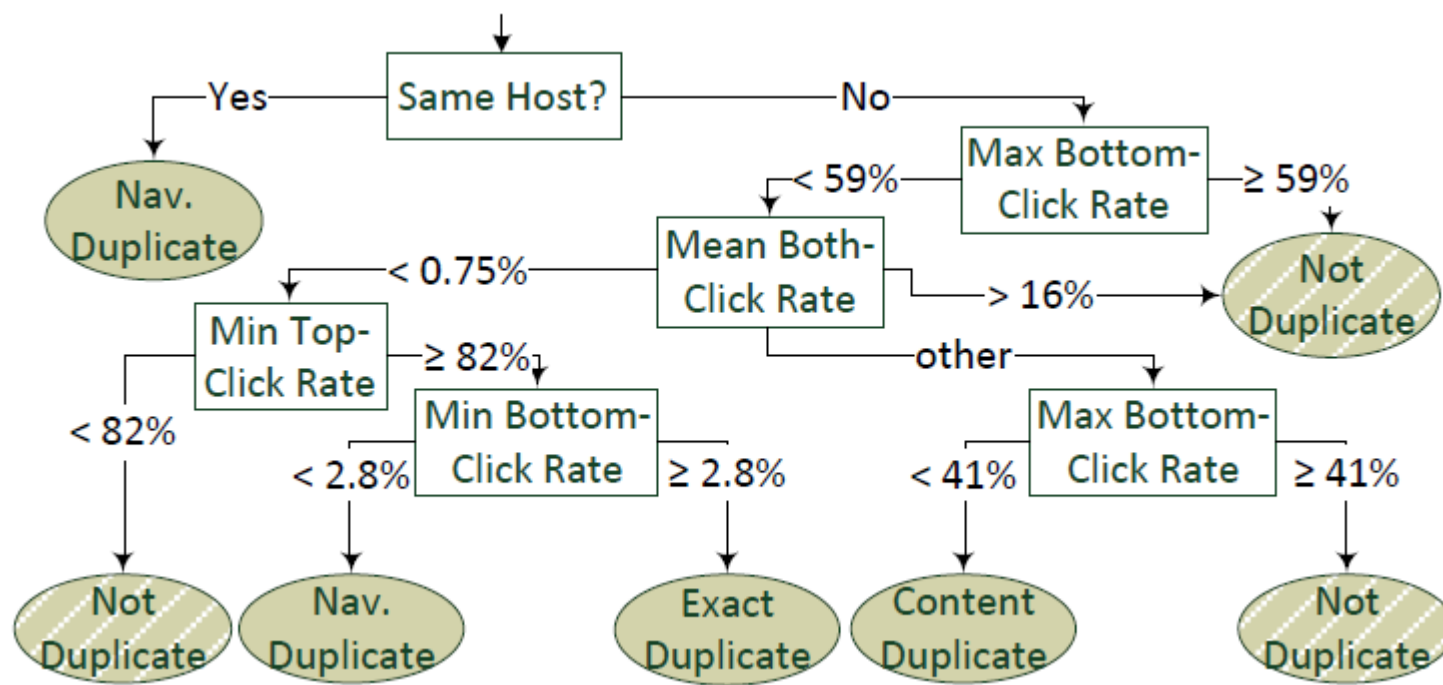 Yes
Same Host?
No
Nav.
Duplicate
Max Bottom-
Click Rate
< 59%
≥ 59%
Mean Both-
Click Rate
Not
Duplicate
< 0.75%
> 16%
Min Top-
Click Rate
≥ 82%
other
< 82%
Min Bottom-
Click Rate
Max Bottom-
Click Rate
< 2.8%
≥ 2.8%
< 41%
≥ 41%
Not
Duplicate
Nav.
Duplicate
Exact
Duplicate
Content
Duplicate
Not
Duplicate